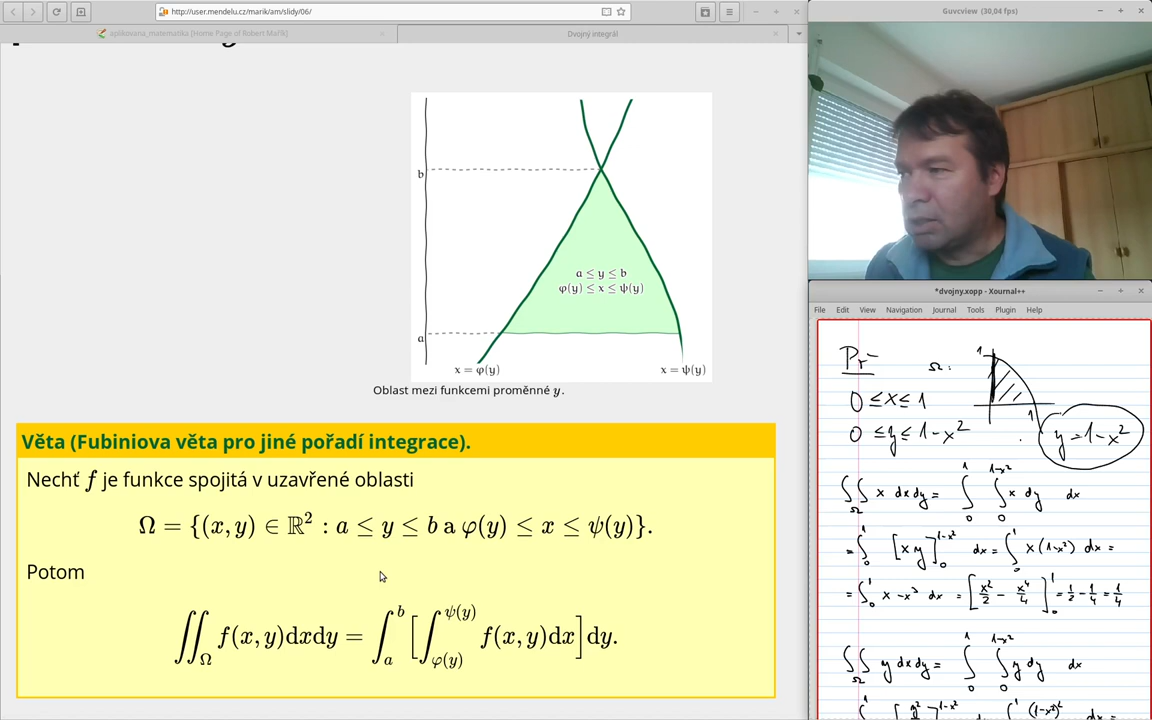 http://user.mendelu.cz/marik/am/slidy/06/
aplikovana_matematika [Home Page of Robert Mařík]
Dvojný integrál
b
a ≤ y ≤ b
φ(y) ≤ x ≤ ψ(y)
a
x = φ(y)
x = ψ(y)
Oblast mezi funkcemi proměnné y.
Věta (Fubiniova věta pro jiné pořadí integrace).
Nechť f je funkce spojitá v uzavřené oblasti
Ω = {(x, y) ∈ ℝ² : a ≤ y ≤ b a φ(y) ≤ x ≤ ψ(y)}.
Potom
∬_Ω f(x, y)dxdy = ∫_a^b [∫_{φ(y)}^{ψ(y)} f(x, y)dx] dy.
Guvcview (30,04 fps)
*dvojny.xopp - Xournal++
File Edit View Navigation Journal Tools Plugin Help
Př
Ω:
1
1
0 ≤ x ≤ 1
0 ≤ y ≤ 1-x²
y = 1-x²
∬_Ω x dxdy = ∫_0^1 ∫_0^{1-x²} x dy dx
= ∫_0^1 [xy]_0^{1-x²} dx = ∫_0^1 x(1-x²) dx =
= ∫_0^1 x - x³ dx = [x²/2 - x⁴/4]_0^1 = 1/2 - 1/4 = 1/4
∬_Ω y dxdy = ∫_0^1 ∫_0^{1-x²} y dy dx